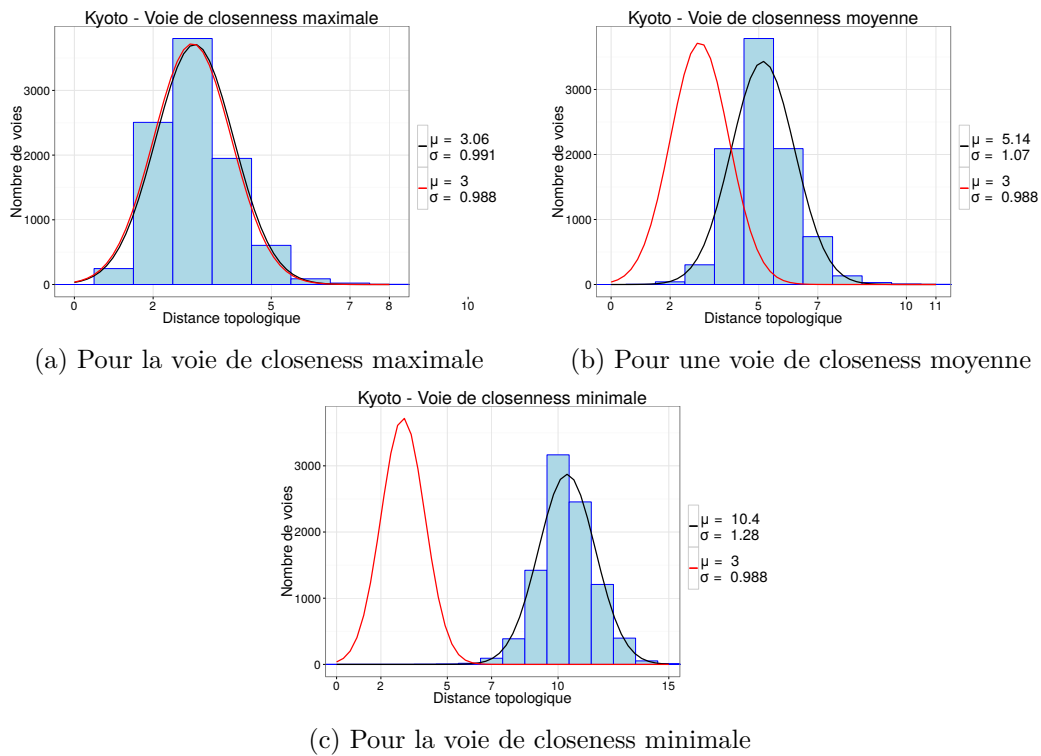 Kyoto - Voie de closenness maximale
Nombre de voies
3000
2000
1000
0
0 2 5 7 8 10
Distance topologique
μ = 3.06
σ = 0.991
μ = 3
σ = 0.988
(a) Pour la voie de closeness maximale
Kyoto - Voie de closenness moyenne
Nombre de voies
3000
2000
1000
0
0 2 5 7 10 11
Distance topologique
μ = 5.14
σ = 1.07
μ = 3
σ = 0.988
(b) Pour une voie de closeness moyenne
Kyoto - Voie de closenness minimale
Nombre de voies
3000
2000
1000
0
0 2 5 7 10 15
Distance topologique
μ = 10.4
σ = 1.28
μ = 3
σ = 0.988
(c) Pour la voie de closeness minimale